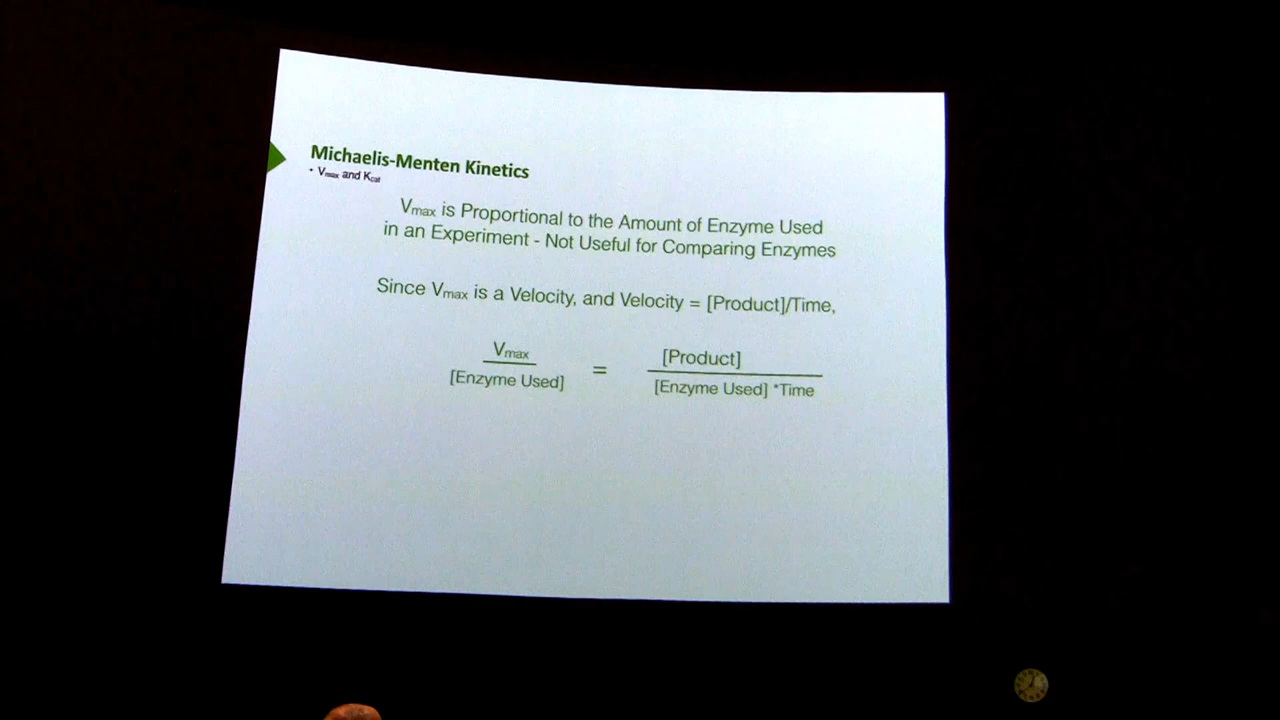 Michaelis-Menten Kinetics
• Vmax and Kcat
Vmax is Proportional to the Amount of Enzyme Used
in an Experiment - Not Useful for Comparing Enzymes
Since Vmax is a Velocity, and Velocity = [Product]/Time,
Vmax
[Enzyme Used]
=
[Product]
[Enzyme Used] *Time